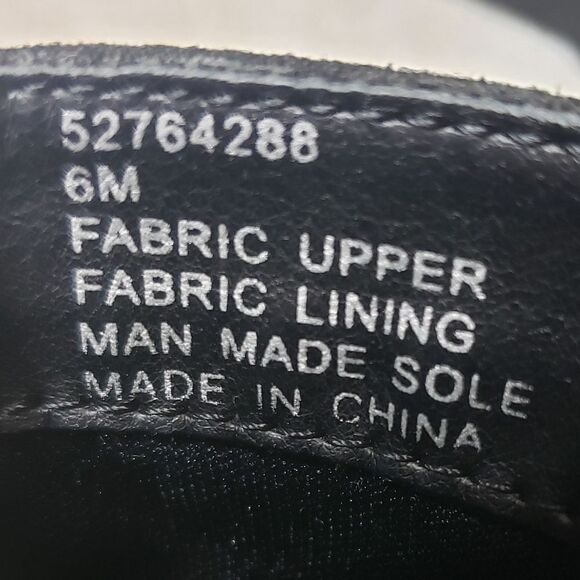 52764288
6M
FABRIC UPPER
FABRIC LINING
MAN MADE SOLE
MADE IN CHINA